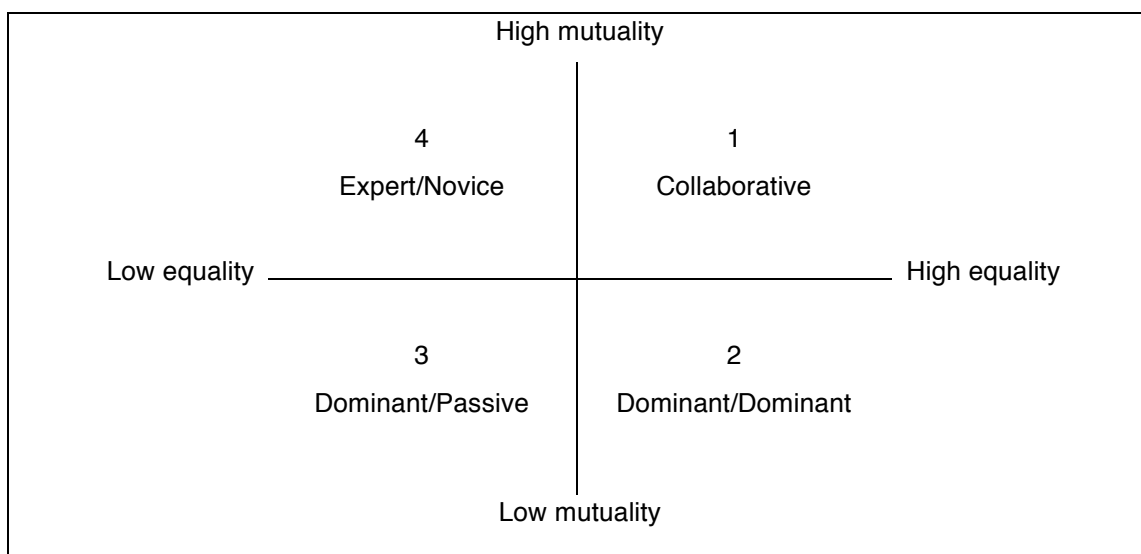 High mutuality
4
Expert/Novice
1
Collaborative
Low equality
High equality
3
Dominant/Passive
2
Dominant/Dominant
Low mutuality